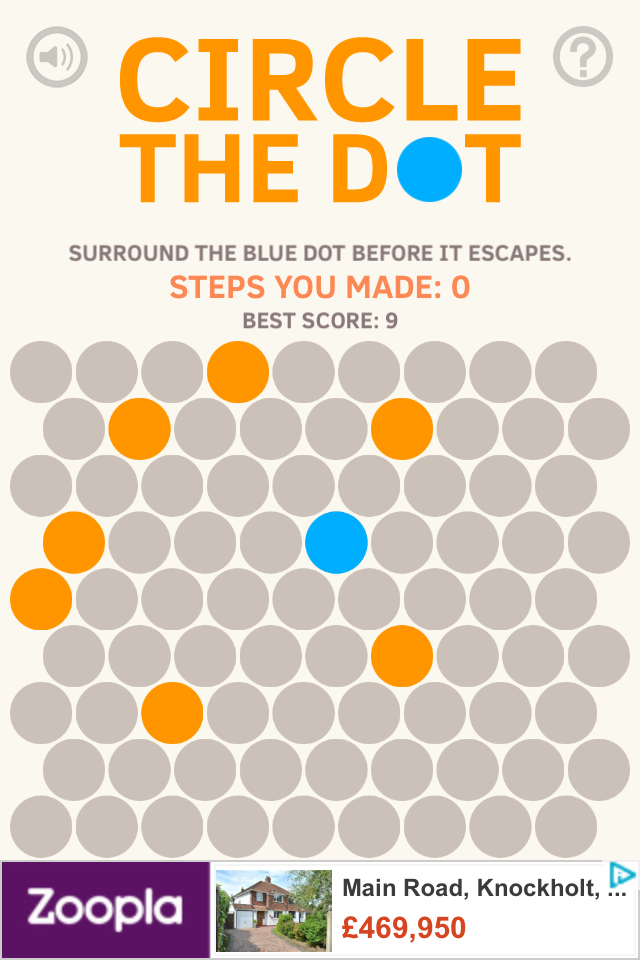 CIRCLE
THE DOT
SURROUND THE BLUE DOT BEFORE IT ESCAPES.
STEPS YOU MADE: 0
BEST SCORE: 9
Zoopla
Main Road, Knockholt, ...
£469,950